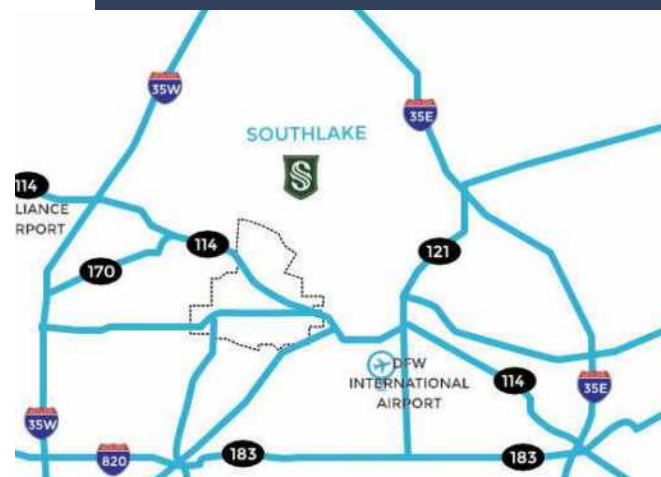 35W
35E
SOUTHLAKE
S
114
LIANCE
RPORT
114
121
170
DFW
INTERNATIONAL
AIRPORT
114
35E
35W
820
183
183